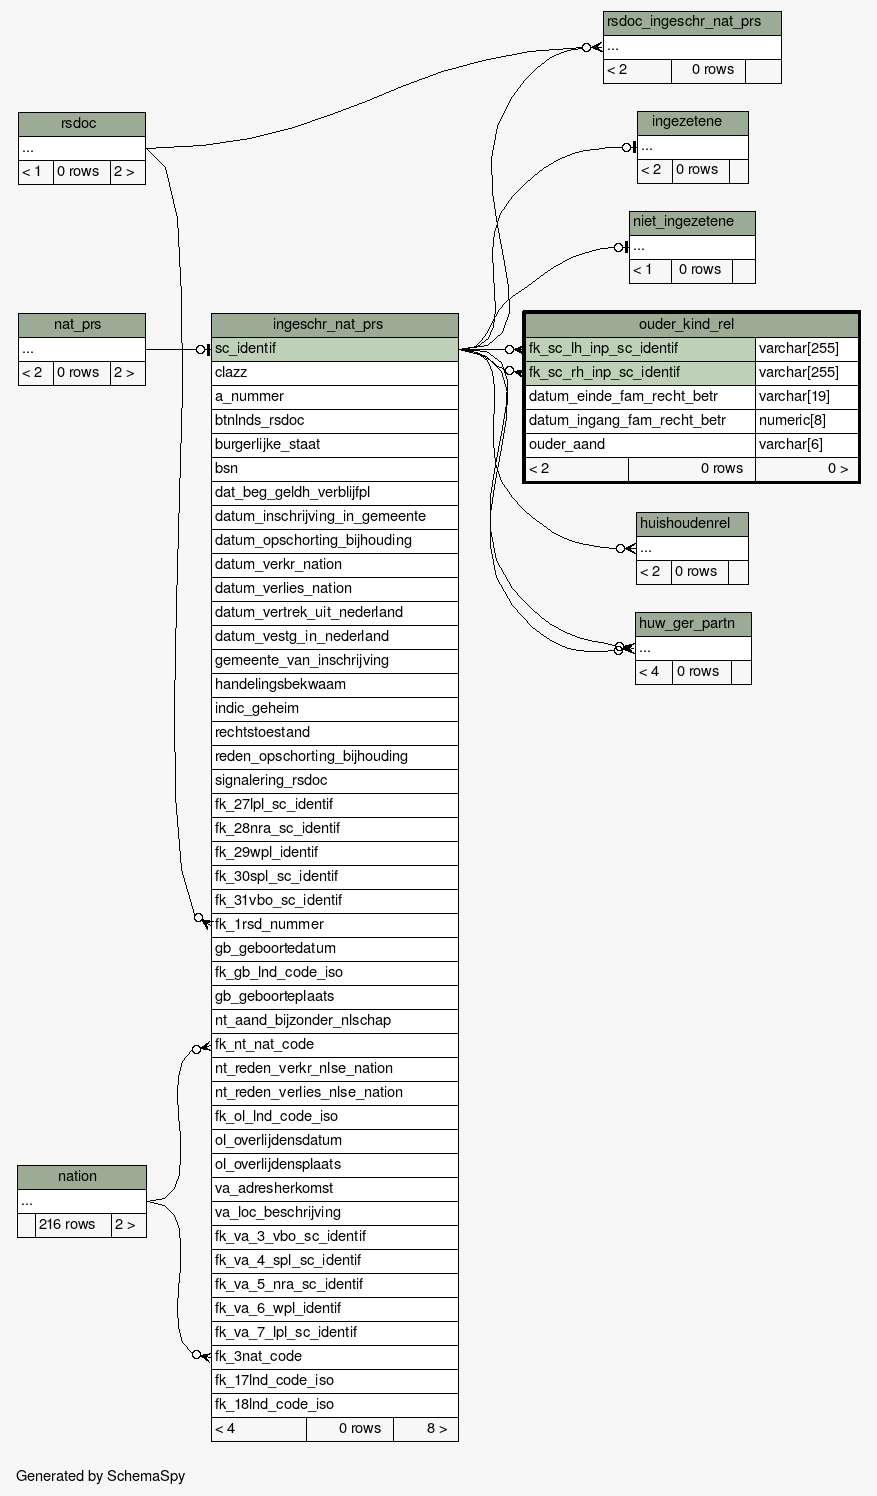 rsdoc_ingeschr_nat_prs
...
< 2 0 rows
rsdoc
...
< 1 0 rows 2 >
ingezetene
...
< 2 0 rows
niet_ingezetene
...
< 1 0 rows
nat_prs
...
< 2 0 rows 2 >
ingeschr_nat_prs
sc_identif
clazz
a_nummer
btnlnds_rsdoc
burgerlijke_staat
bsn
dat_beg_geldh_verblijfpl
datum_inschrijving_in_gemeente
datum_opschorting_bijhouding
datum_verkr_nation
datum_verlies_nation
datum_vertrek_uit_nederland
datum_vestg_in_nederland
gemeente_van_inschrijving
handelingsbekwaam
indic_geheim
rechtstoestand
reden_opschorting_bijhouding
signalering_rsdoc
fk_27lpl_sc_identif
fk_28nra_sc_identif
fk_29wpl_identif
fk_30spl_sc_identif
fk_31vbo_sc_identif
fk_1rsd_nummer
gb_geboortedatum
fk_gb_lnd_code_iso
gb_geboorteplaats
nt_aand_bijzonder_nlschap
fk_nt_nat_code
nt_reden_verkr_nlse_nation
nt_reden_verlies_nlse_nation
fk_ol_lnd_code_iso
ol_overlijdensdatum
ol_overlijdensplaats
va_adresherkomst
va_loc_beschrijving
fk_va_3_vbo_sc_identif
fk_va_4_spl_sc_identif
fk_va_5_nra_sc_identif
fk_va_6_wpl_identif
fk_va_7_lpl_sc_identif
fk_3nat_code
fk_17lnd_code_iso
fk_18lnd_code_iso
< 4 0 rows 8 >
ouder_kind_rel
fk_sc_lh_inp_sc_identif varchar[255]
fk_sc_rh_inp_sc_identif varchar[255]
datum_einde_fam_recht_betr varchar[19]
datum_ingang_fam_recht_betr numeric[8]
ouder_aand varchar[6]
< 2 0 rows 0 >
huishoudenrel
...
< 2 0 rows
huw_ger_partn
...
< 4 0 rows
nation
...
216 rows 2 >
Generated by SchemaSpy